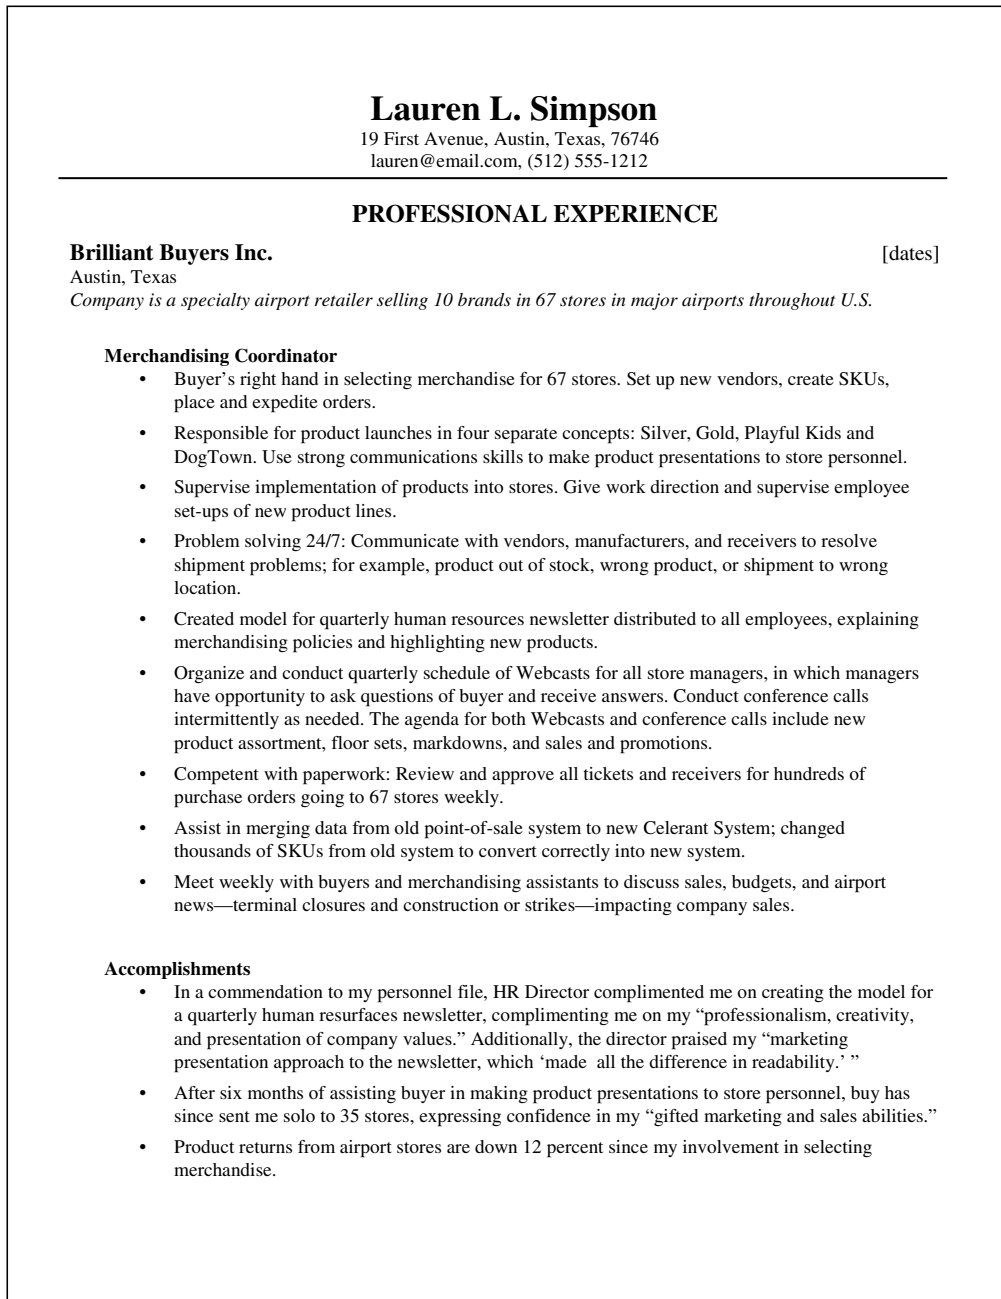 Lauren L. Simpson
19 First Avenue, Austin, Texas, 76746
lauren@email.com, (512) 555-1212
PROFESSIONAL EXPERIENCE
Brilliant Buyers Inc. [dates]
Austin, Texas
Company is a specialty airport retailer selling 10 brands in 67 stores in major airports throughout U.S.
Merchandising Coordinator
• Buyer’s right hand in selecting merchandise for 67 stores. Set up new vendors, create SKUs,
place and expedite orders.
• Responsible for product launches in four separate concepts: Silver, Gold, Playful Kids and
DogTown. Use strong communications skills to make product presentations to store personnel.
• Supervise implementation of products into stores. Give work direction and supervise employee
set-ups of new product lines.
• Problem solving 24/7: Communicate with vendors, manufacturers, and receivers to resolve
shipment problems; for example, product out of stock, wrong product, or shipment to wrong
location.
• Created model for quarterly human resources newsletter distributed to all employees, explaining
merchandising policies and highlighting new products.
• Organize and conduct quarterly schedule of Webcasts for all store managers, in which managers
have opportunity to ask questions of buyer and receive answers. Conduct conference calls
intermittently as needed. The agenda for both Webcasts and conference calls include new
product assortment, floor sets, markdowns, and sales and promotions.
• Competent with paperwork: Review and approve all tickets and receivers for hundreds of
purchase orders going to 67 stores weekly.
• Assist in merging data from old point-of-sale system to new Celerant System; changed
thousands of SKUs from old system to convert correctly into new system.
• Meet weekly with buyers and merchandising assistants to discuss sales, budgets, and airport
news—terminal closures and construction or strikes—impacting company sales.
Accomplishments
• In a commendation to my personnel file, HR Director complimented me on creating the model for
a quarterly human resurfaces newsletter, complimenting me on my “professionalism, creativity,
and presentation of company values.” Additionally, the director praised my “marketing
presentation approach to the newsletter, which ‘made  all the difference in readability.’ ”
• After six months of assisting buyer in making product presentations to store personnel, buy has
since sent me solo to 35 stores, expressing confidence in my “gifted marketing and sales abilities.”
• Product returns from airport stores are down 12 percent since my involvement in selecting
merchandise.